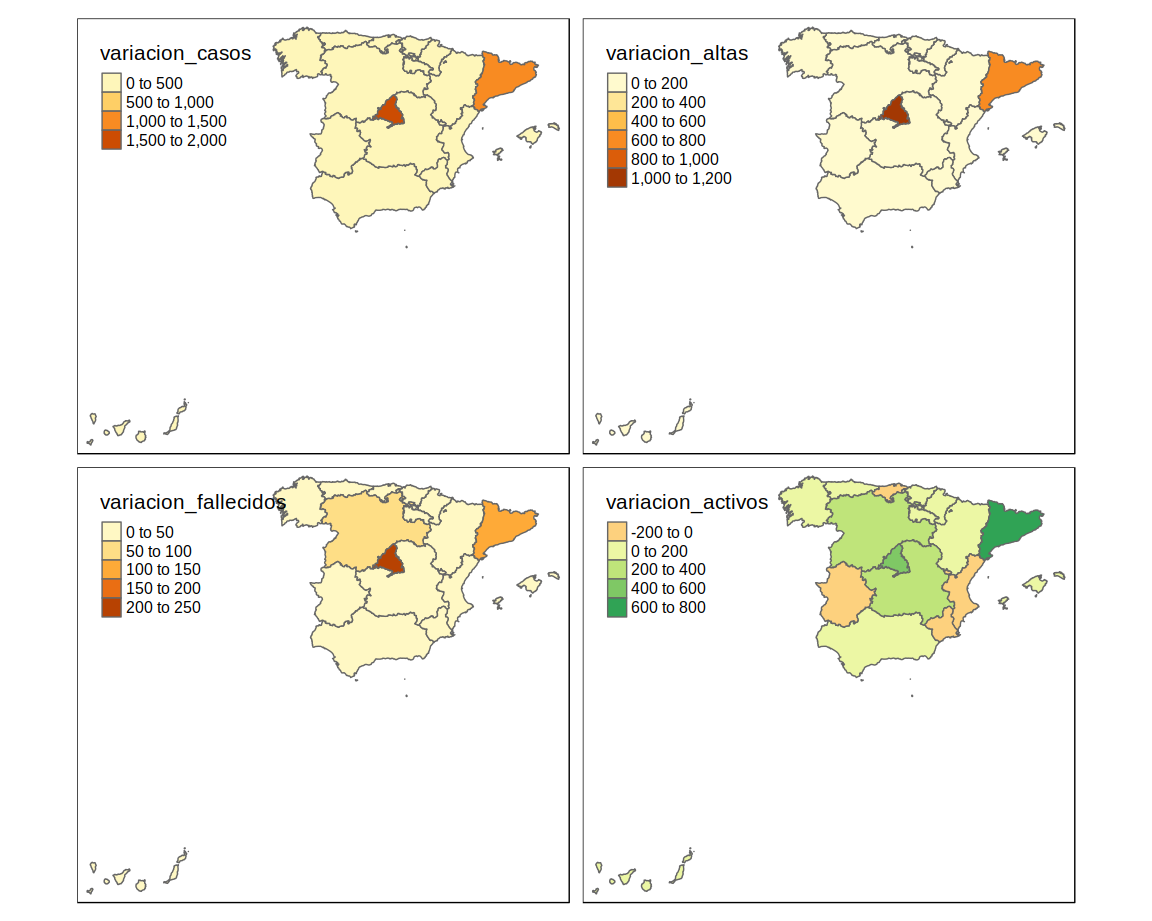 variacion_casos
0 to 500
500 to 1,000
1,000 to 1,500
1,500 to 2,000
variacion_altas
0 to 200
200 to 400
400 to 600
600 to 800
800 to 1,000
1,000 to 1,200
variacion_fallecidos
0 to 50
50 to 100
100 to 150
150 to 200
200 to 250
variacion_activos
-200 to 0
0 to 200
200 to 400
400 to 600
600 to 800